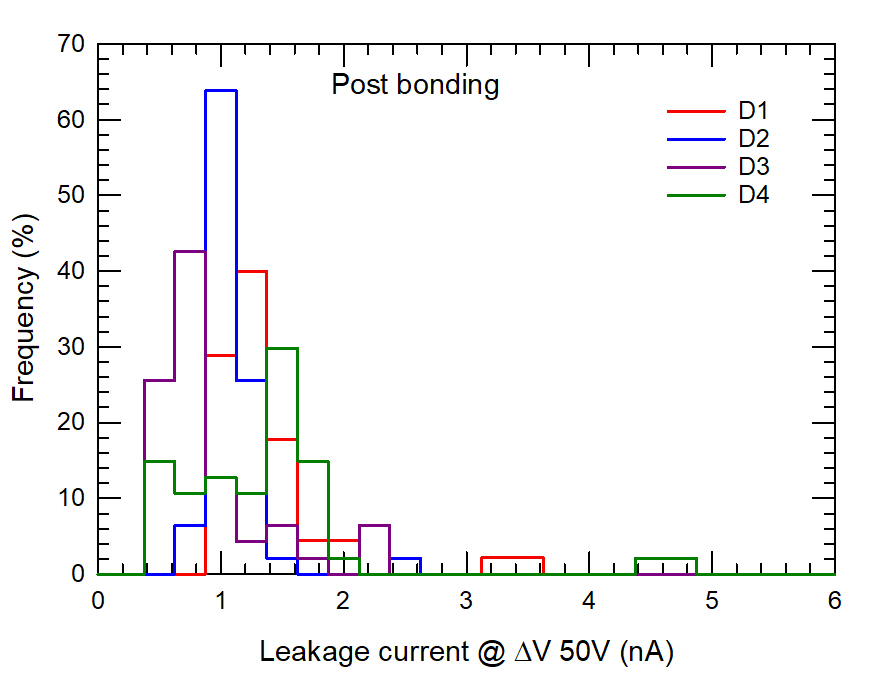 70
60
50
40
30
20
10
0
Frequency (%)
Post bonding
D1
D2
D3
D4
0 1 2 3 4 5 6
Leakage current @ ΔV 50V (nA)